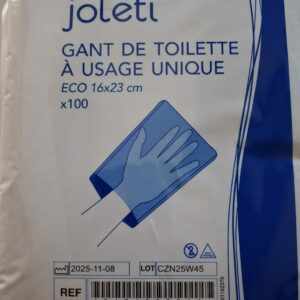 joleti
GANT DE TOILETTE
À USAGE UNIQUE
ECO 16x23 cm
x100
2025-11-08 LOT CZN25W45
REF